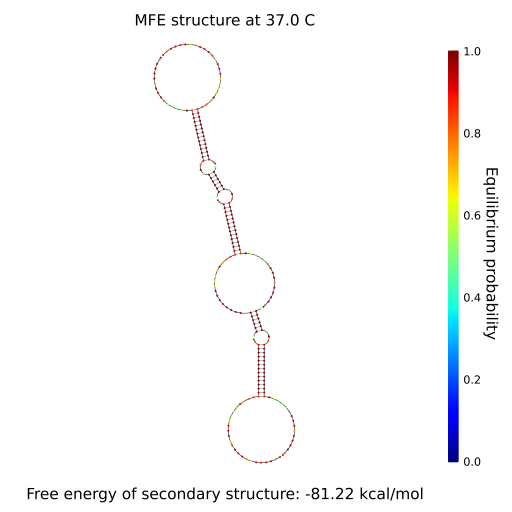 MFE structure at 37.0 C
1.0
0.8
0.6
0.4
0.2
0.0
Equilibrium probability
Free energy of secondary structure: -81.22 kcal/mol